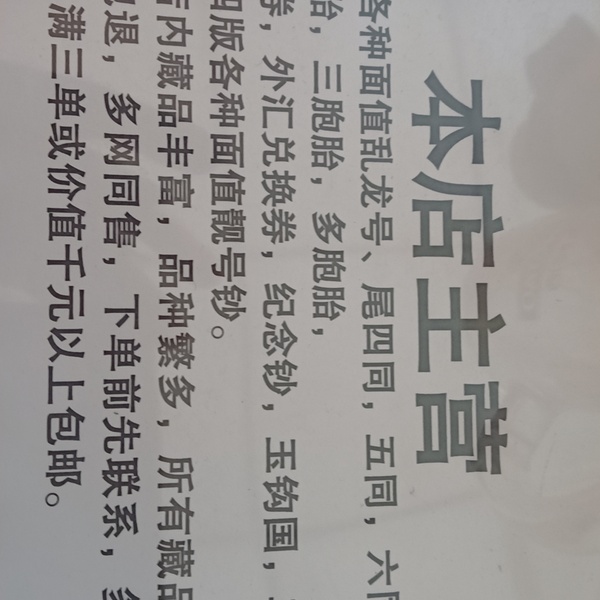 本店主营
各种面值乱龙号、尾四同，五同，六同
胎，三胞胎，多胞胎，
券，外汇兑换券，纪念钞，玉钩国，
四版各种面值靓号钞。
店内藏品丰富，品种繁多，所有藏品
包退，多网同售，下单前先联系，多
满三单或价值千元以上包邮。